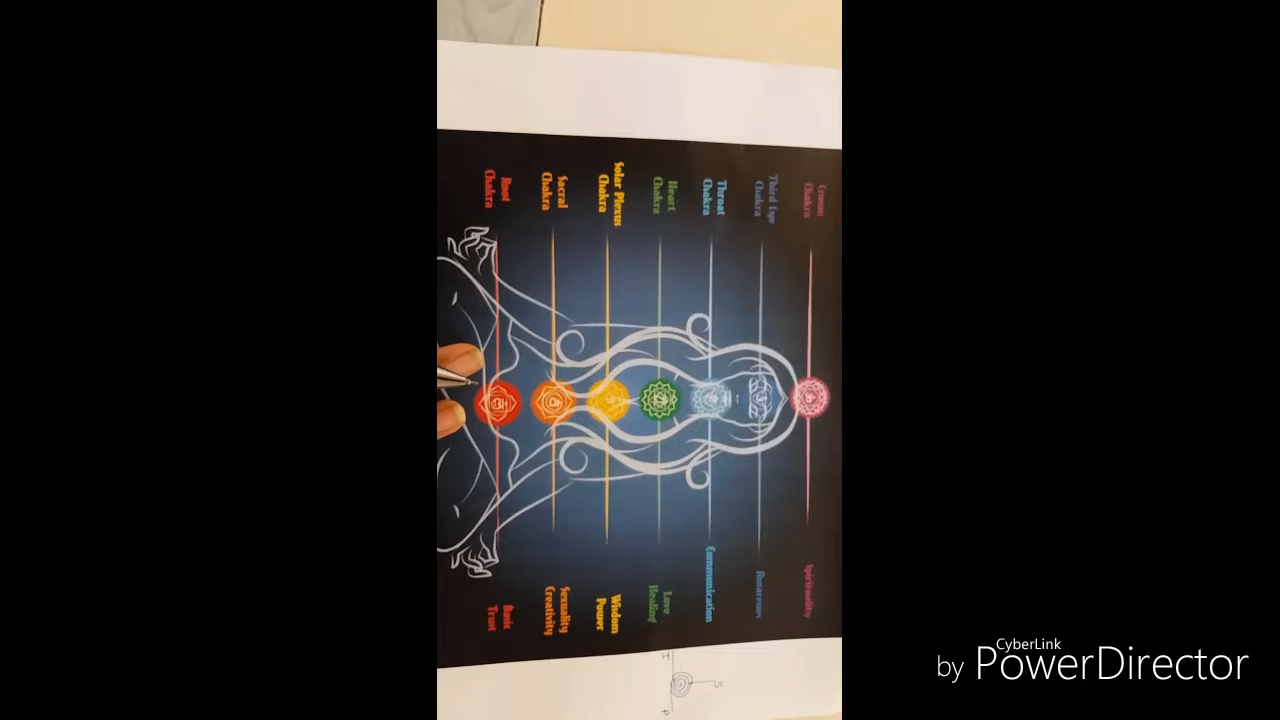 Crown
Chakra
Third Eye
Chakra
Throat
Chakra
Heart
Chakra
Solar Plexus
Chakra
Sacral
Chakra
Root
Chakra
Spirituality
Awareness
Communication
Love
Healing
Wisdom
Power
Sexuality
Creativity
Basic
Trust
CyberLink
by PowerDirector